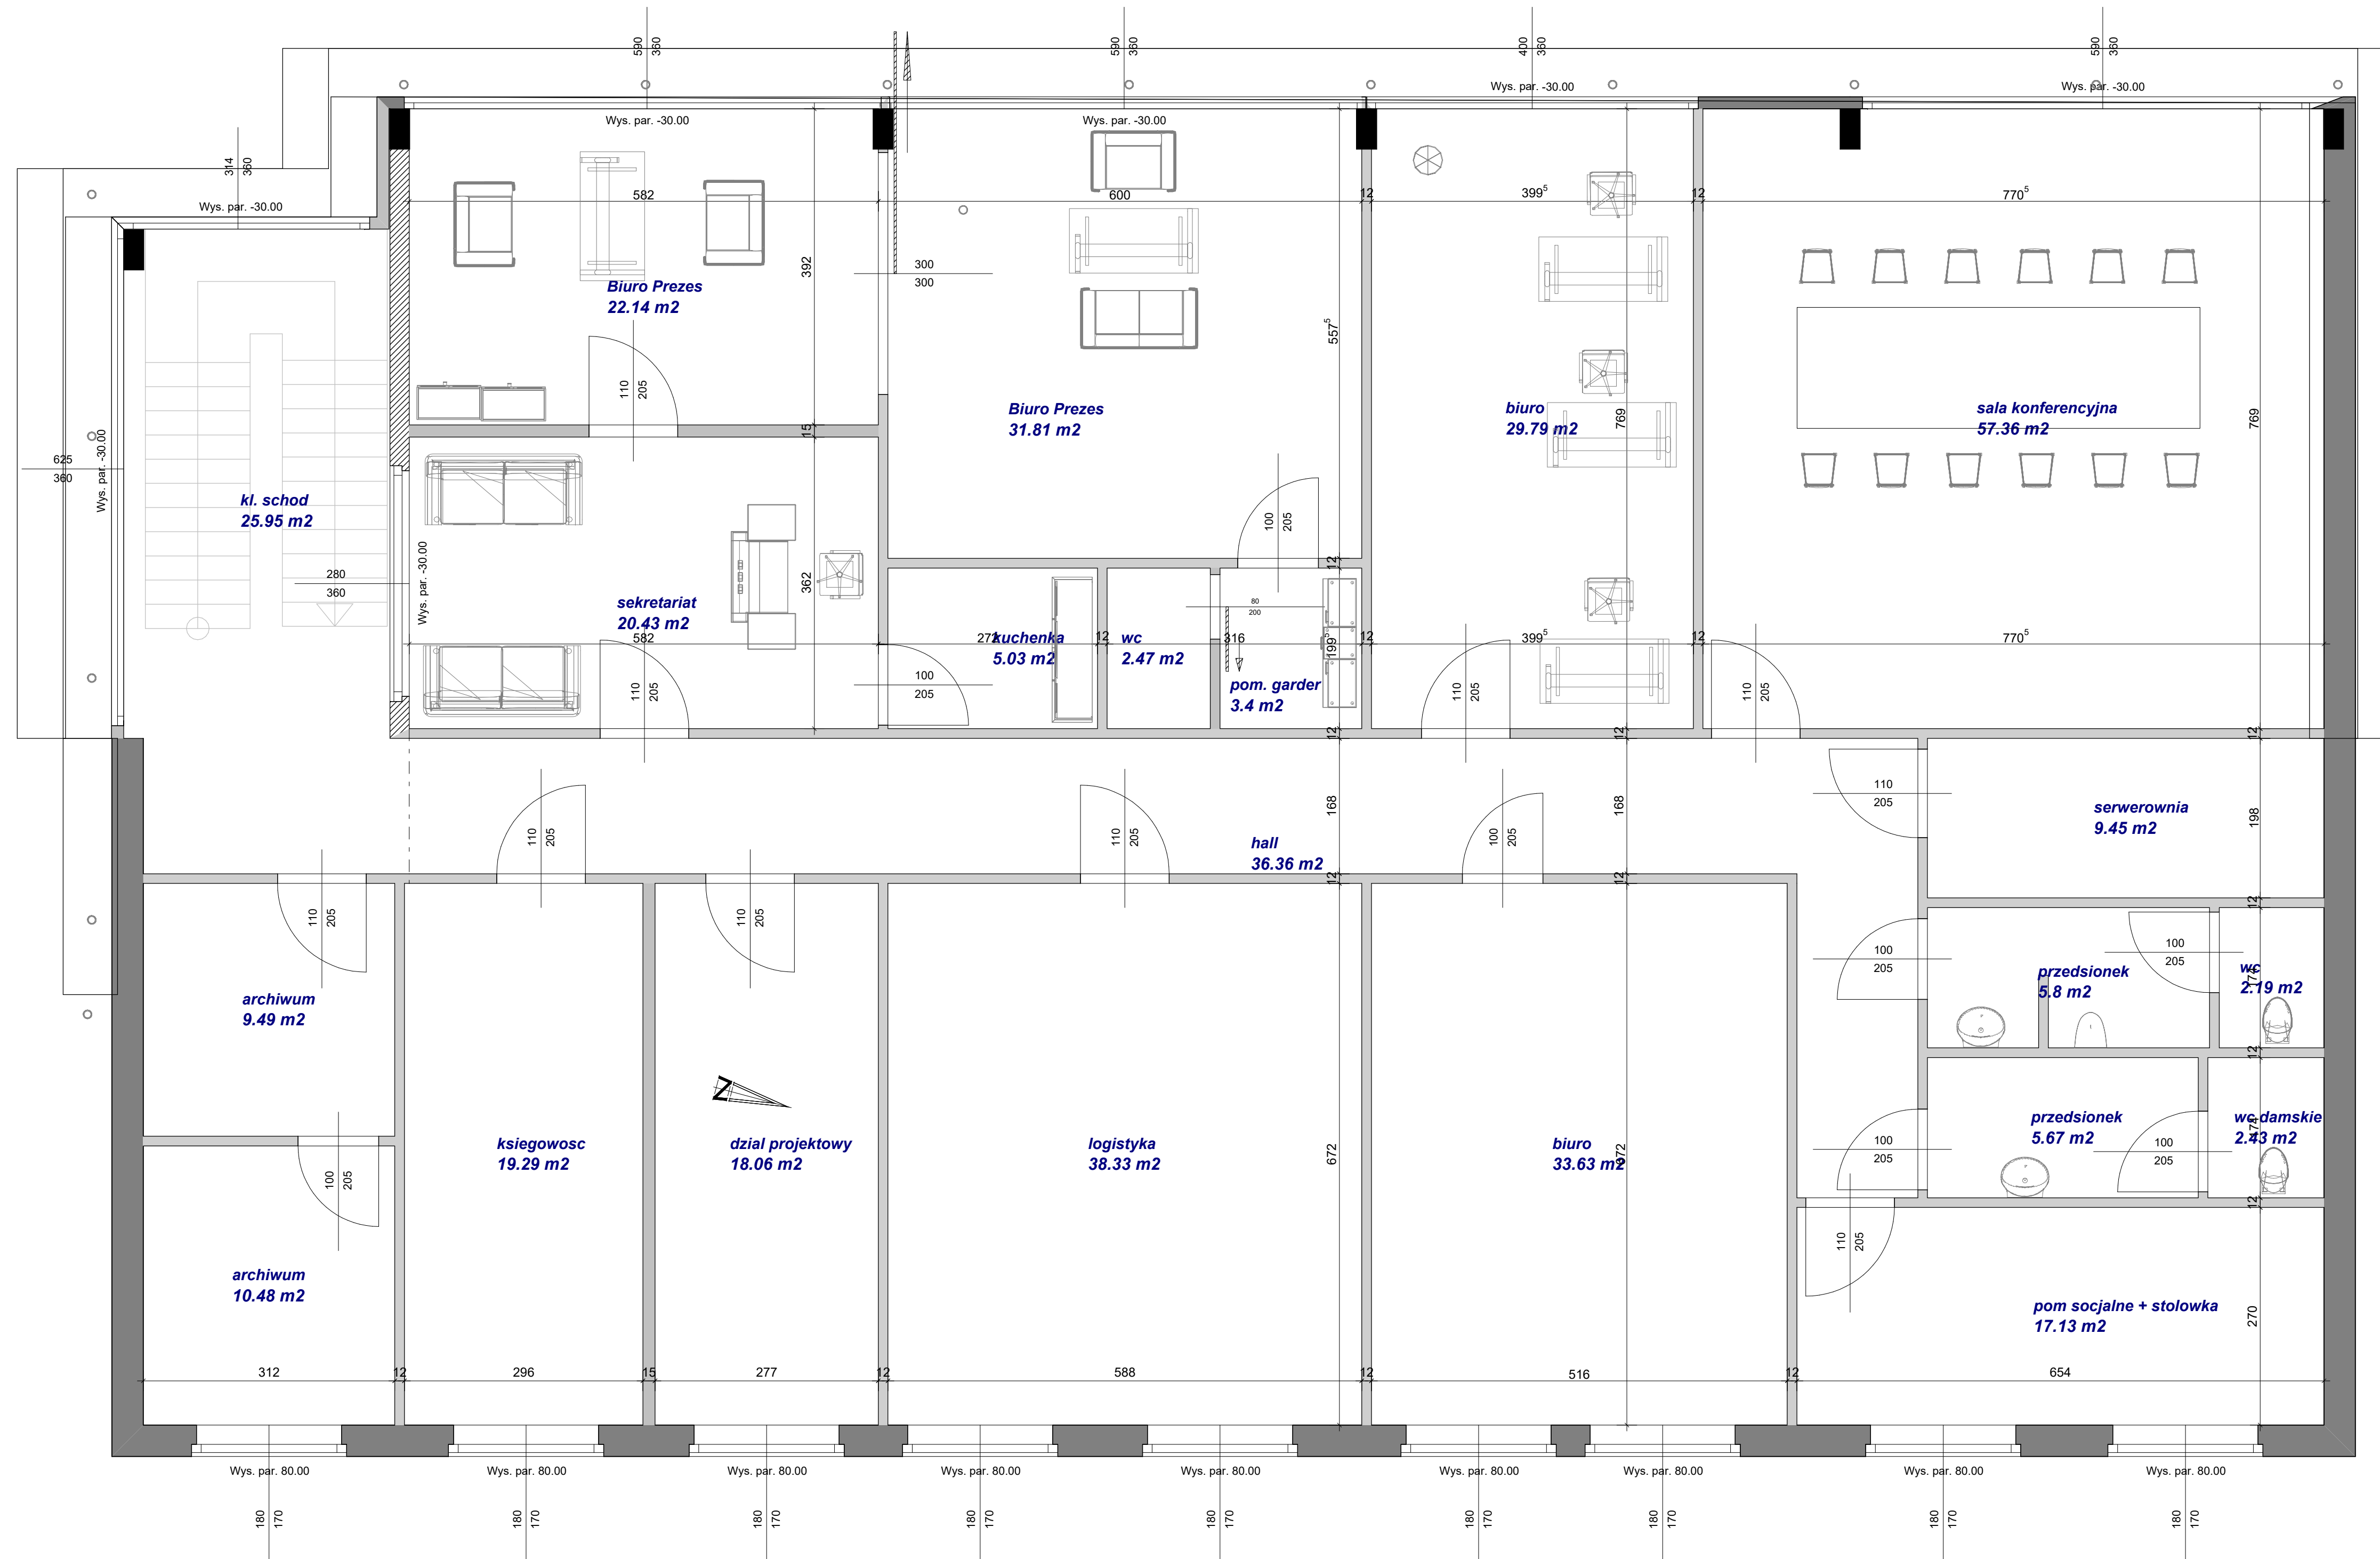 590 360
590 360
400 360
590 360
Wys. par. -30.00
Wys. par. -30.00
Wys. par. -30.00
Wys. par. -30.00
314 360
Wys. par. -30.00
582
12
600
12
399⁵
12
770⁵
Biuro Prezes
22.14 m2
392
300
300
557⁵
Biuro Prezes
31.81 m2
biuro
29.79 m2
769
sala konferencyjna
57.36 m2
769
110 205
15
625
360
Wys. par. -30.00
kl. schod
25.95 m2
280
360
Wys. par. -30.00
sekretariat
20.43 m2
362
582
100 205
12
80
200
kuchenka
5.03 m2
12
wc
2.47 m2
316
199⁵
pom. garder
3.4 m2
12
399⁵
12
770⁵
110 205
100
205
110 205
110 205
12
12
12
110 205
110 205
100 205
168
168
hall
36.36 m2
110
205
serwerownia
9.45 m2
198
12
12
12
110 205
110 205
100
205
przedsionek
5.8 m2
100
205
wc
2.19 m2
174
archiwum
9.49 m2
N
12
ksiegowosc
19.29 m2
dzial projektowy
18.06 m2
logistyka
38.33 m2
672
biuro
33.63 m2
672
100
205
przedsionek
5.67 m2
100
205
wc damskie
2.43 m2
174
100 205
12
110 205
archiwum
10.48 m2
pom socjalne + stolowka
17.13 m2
270
312
12
296
15
277
12
588
12
516
12
654
Wys. par. 80.00
Wys. par. 80.00
Wys. par. 80.00
Wys. par. 80.00
Wys. par. 80.00
Wys. par. 80.00
Wys. par. 80.00
Wys. par. 80.00
Wys. par. 80.00
180 170
180 170
180 170
180 170
180 170
180 170
180 170
180 170
180 170